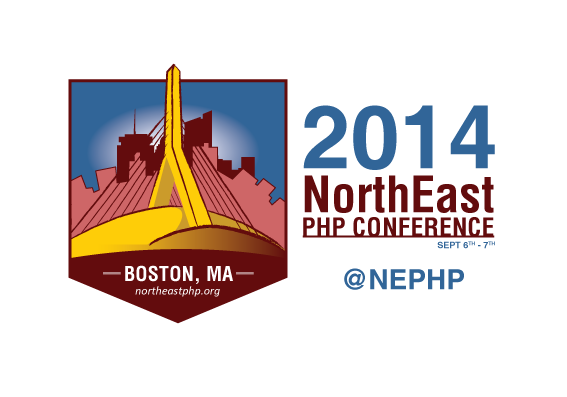 BOSTON, MA
northeastphp.org
2014
NorthEast
PHP CONFERENCE
SEPT 6TH - 7TH
@NEPHP